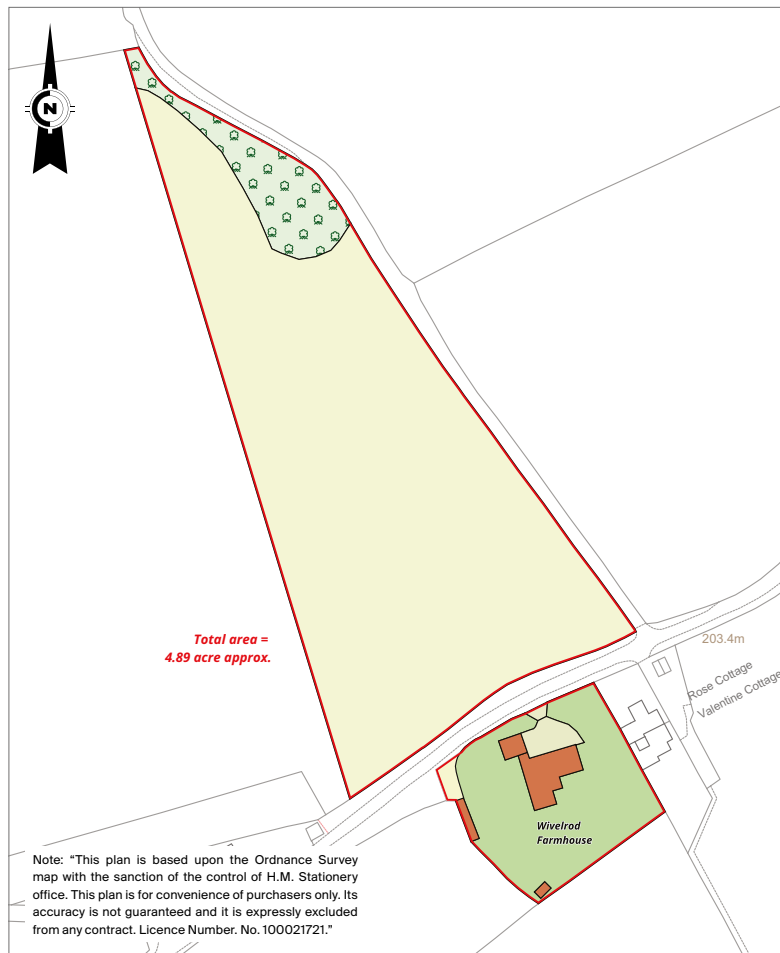 N
Total area =
4.89 acre approx.
203.4m
Rose Cottage
Valentine Cottage
Wivelrod
Farmhouse
Note: “This plan is based upon the Ordnance Survey
map with the sanction of the control of H.M. Stationery
office. This plan is for convenience of purchasers only. Its
accuracy is not guaranteed and it is expressly excluded
from any contract. Licence Number. No. 100021721.”